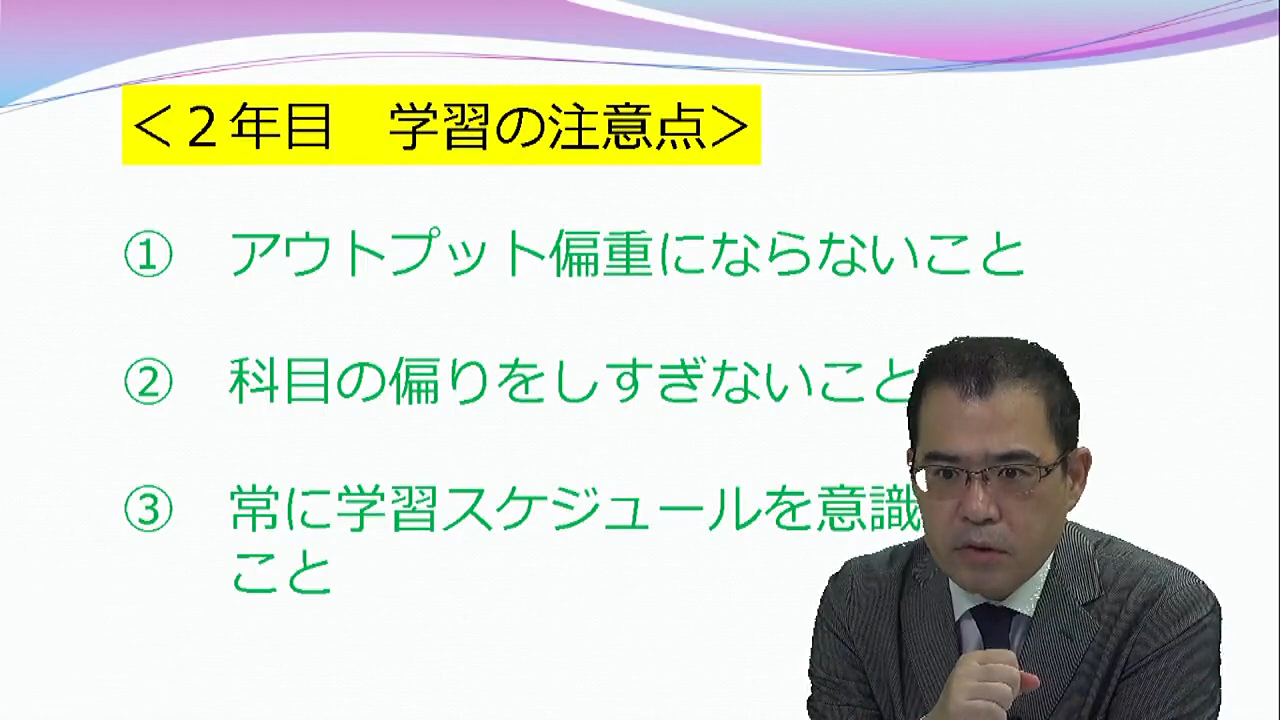 ＜２年目　学習の注意点＞
①　アウトプット偏重にならないこと
②　科目の偏りをしすぎないこと
③　常に学習スケジュールを意識
こと